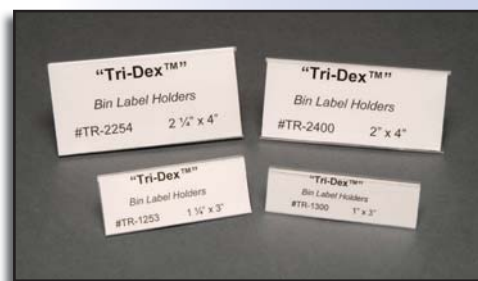 “Tri-Dex™”
Bin Label Holders
#TR-2254 2 ¼” x 4”
“Tri-Dex™”
Bin Label Holders
#TR-2400 2” x 4”
“Tri-Dex™”
Bin Label Holders
#TR-1253 1 ¼” x 3”
“Tri-Dex™”
Bin Label Holders
#TR-1300 1” x 3”